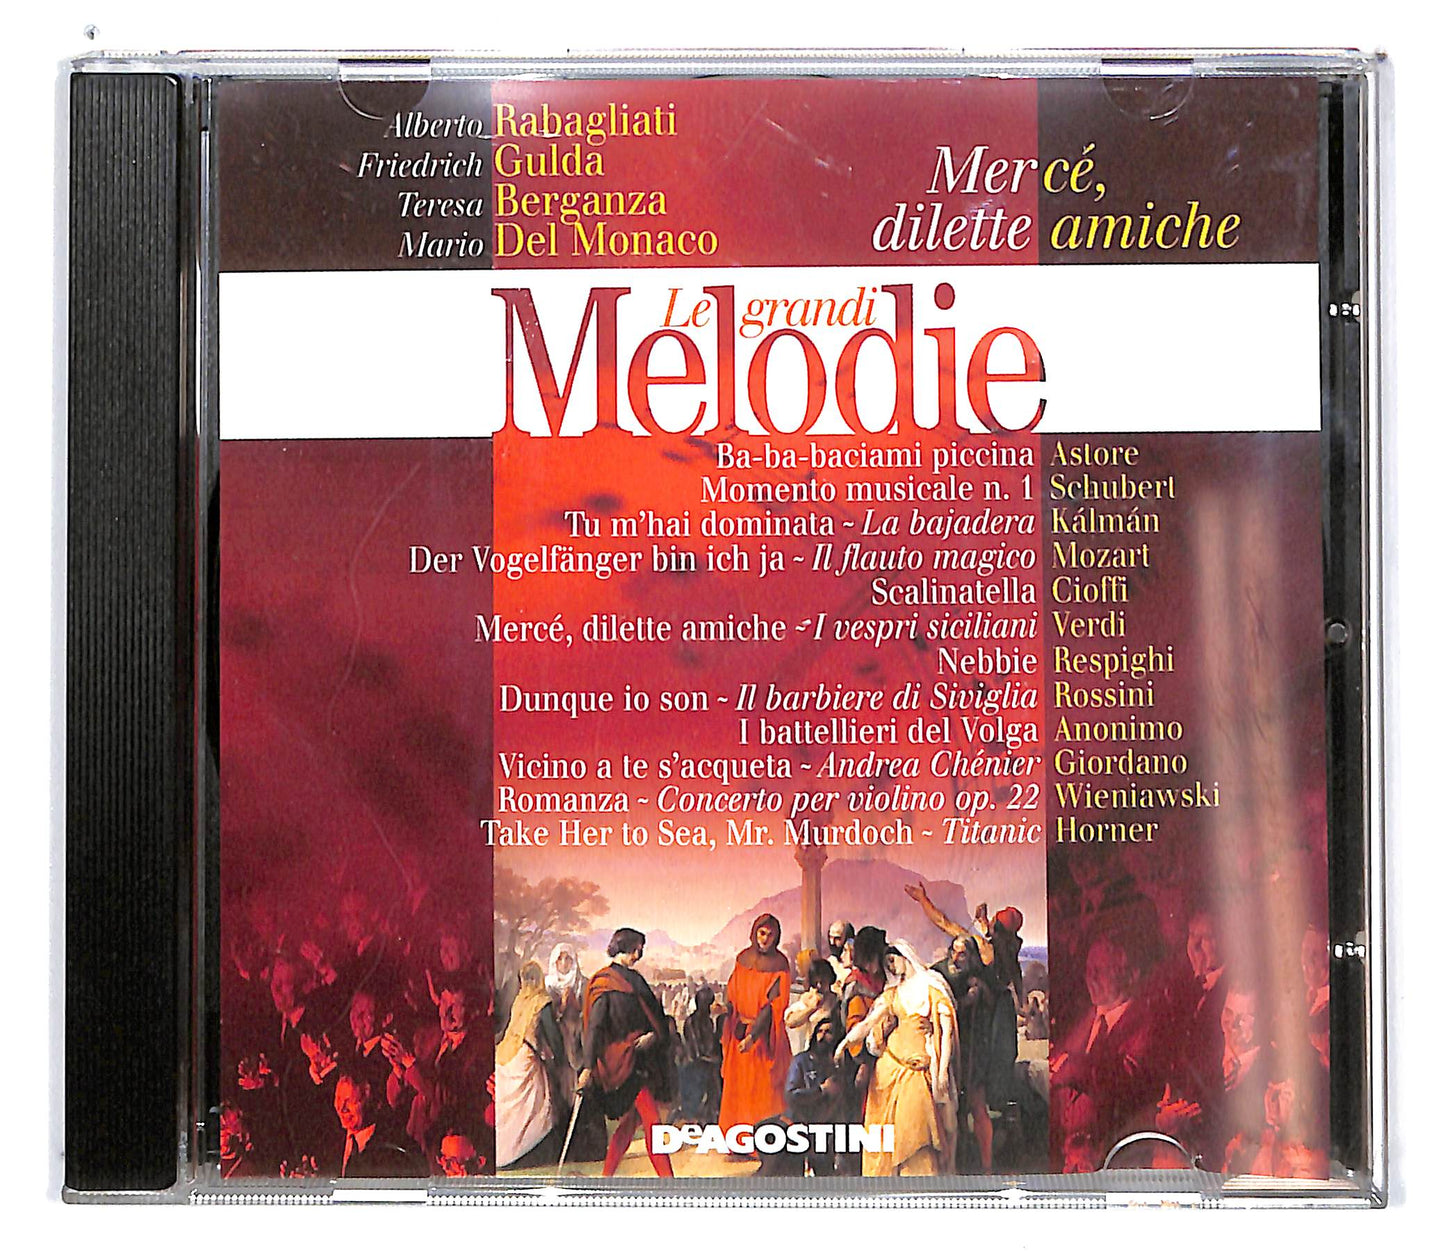 Alberto Rabagliati
Friedrich Gulda
Teresa Berganza
Mario Del Monaco
Mercé,
dilette amiche
Le grandi
Melodie
Ba-ba-baciami piccina Astore
Momento musicale n. 1 Schubert
Tu m'hai dominata ~ La bajadera Kálmán
Der Vogelfänger bin ich ja ~ Il flauto magico Mozart
Scalinatella Cioffi
Mercé, dilette amiche ~ I vespri siciliani Verdi
Nebbie Respighi
Dunque io son ~ Il barbiere di Siviglia Rossini
I battellieri del Volga Anonimo
Vicino a te s'acqueta ~ Andrea Chénier Giordano
Romanza ~ Concerto per violino op. 22 Wieniawski
Take Her to Sea, Mr. Murdoch ~ Titanic Horner
DeAGOSTINI